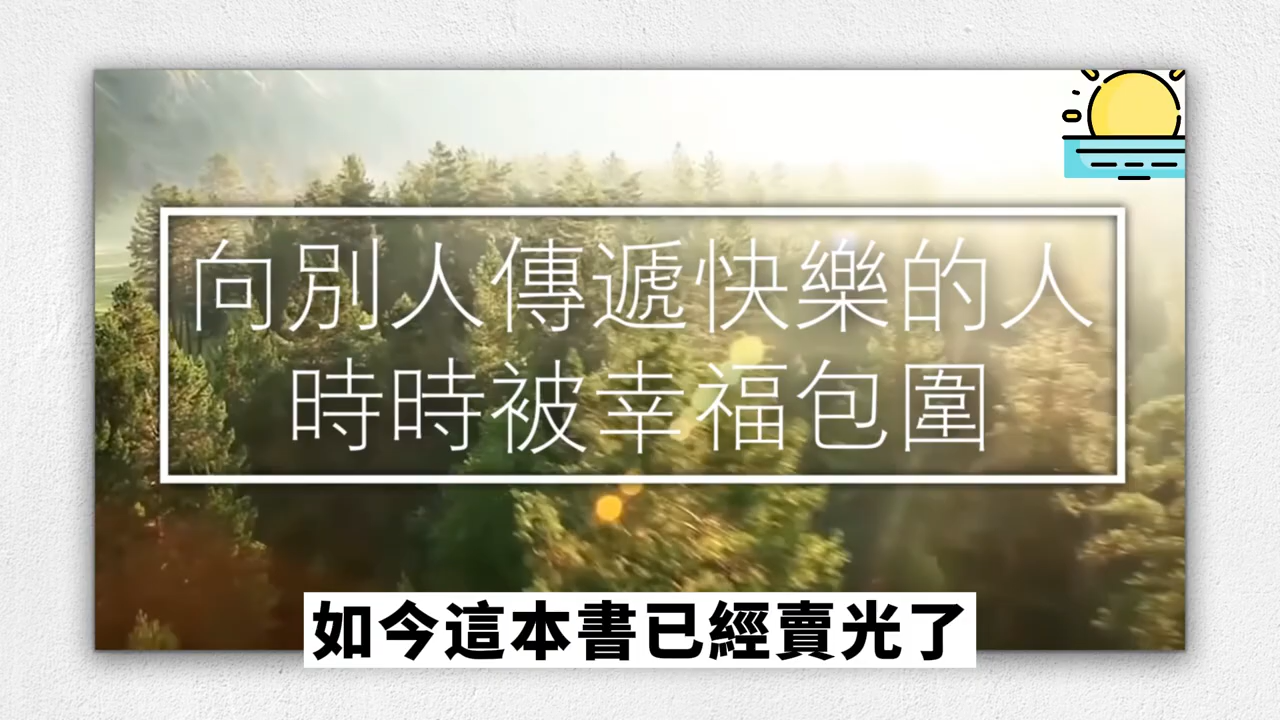 向別人傳遞快樂的人
時時被幸福包圍
如今這本書已經賣光了